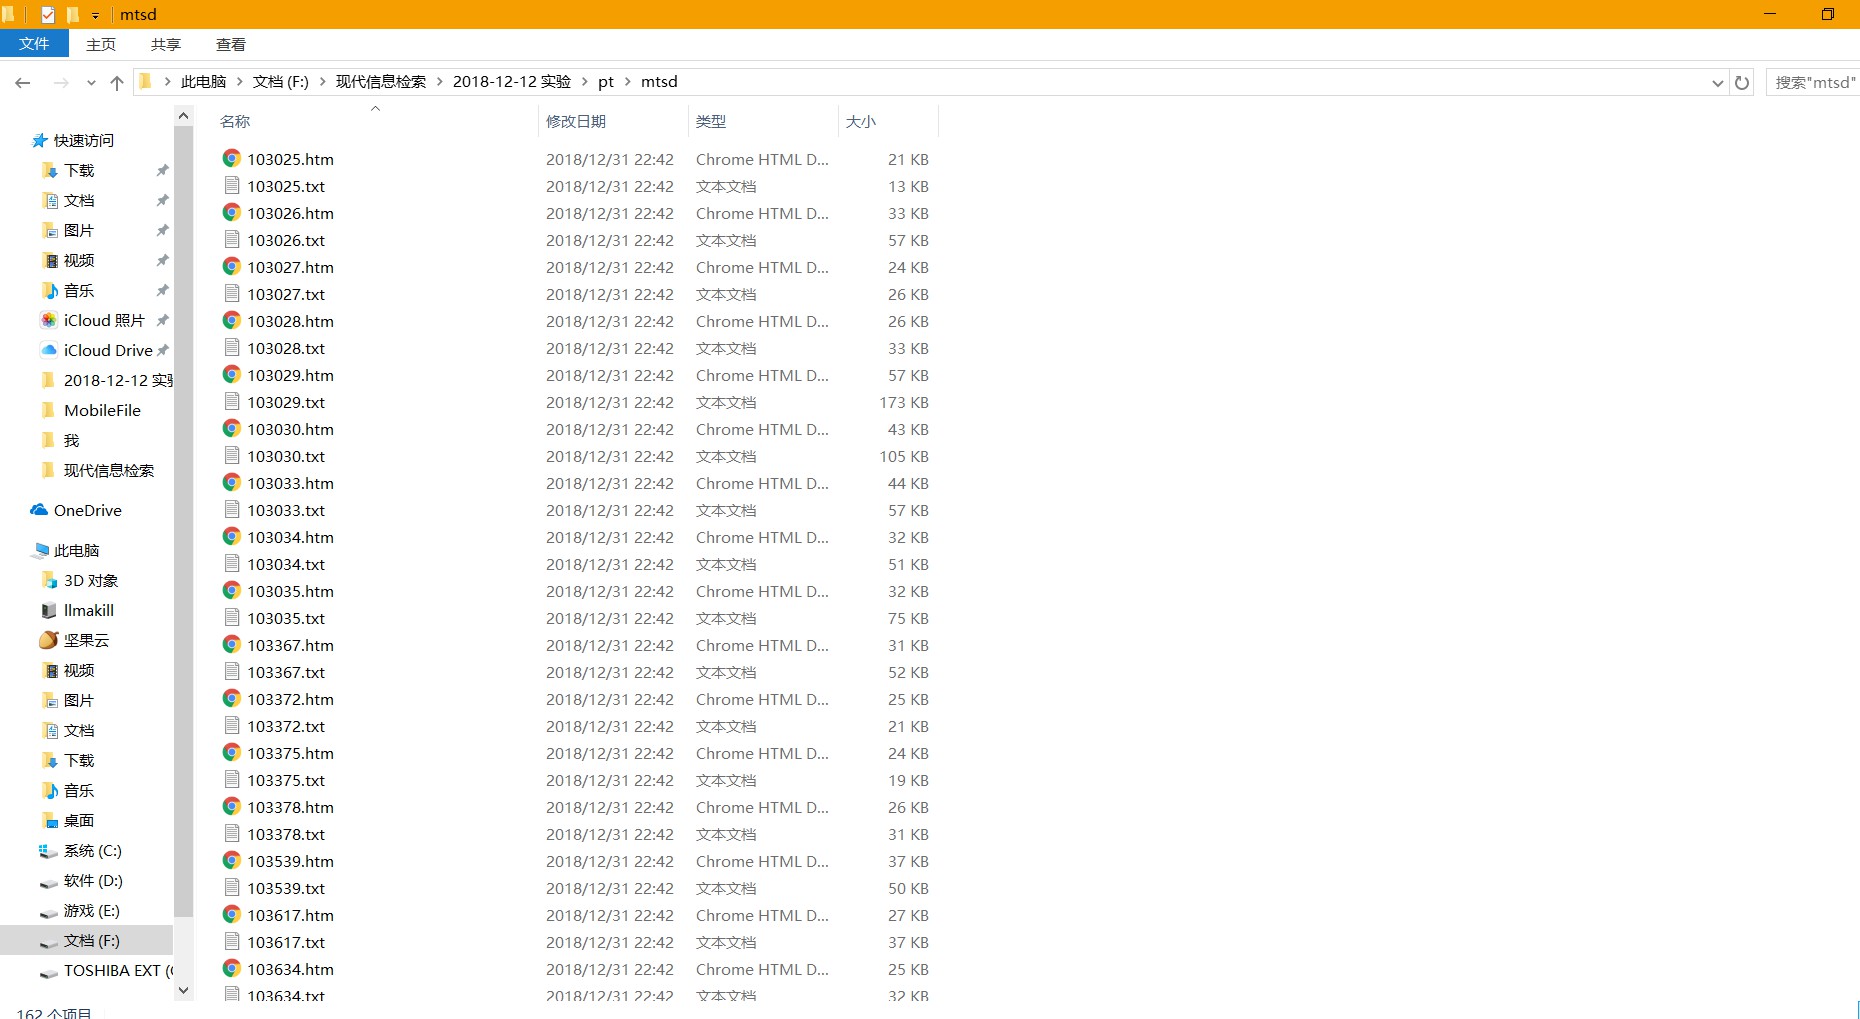 mtsd
文件 主页 共享 查看
此电脑 文档 (F:) 现代信息检索 2018-12-12 实验 pt mtsd 搜索"mtsd"
名称 修改日期 类型 大小
快速访问
下载
文档
图片
视频
音乐
iCloud 照片
iCloud Drive
2018-12-12 实验
MobileFile
我
现代信息检索
OneDrive
此电脑
3D 对象
llmakill
坚果云
视频
图片
文档
下载
音乐
桌面
系统 (C:)
软件 (D:)
游戏 (E:)
文档 (F:)
TOSHIBA EXT (
103025.htm 2018/12/31 22:42 Chrome HTML D... 21 KB
103025.txt 2018/12/31 22:42 文本文档 13 KB
103026.htm 2018/12/31 22:42 Chrome HTML D... 33 KB
103026.txt 2018/12/31 22:42 文本文档 57 KB
103027.htm 2018/12/31 22:42 Chrome HTML D... 24 KB
103027.txt 2018/12/31 22:42 文本文档 26 KB
103028.htm 2018/12/31 22:42 Chrome HTML D... 26 KB
103028.txt 2018/12/31 22:42 文本文档 33 KB
103029.htm 2018/12/31 22:42 Chrome HTML D... 57 KB
103029.txt 2018/12/31 22:42 文本文档 173 KB
103030.htm 2018/12/31 22:42 Chrome HTML D... 43 KB
103030.txt 2018/12/31 22:42 文本文档 105 KB
103033.htm 2018/12/31 22:42 Chrome HTML D... 44 KB
103033.txt 2018/12/31 22:42 文本文档 57 KB
103034.htm 2018/12/31 22:42 Chrome HTML D... 32 KB
103034.txt 2018/12/31 22:42 文本文档 51 KB
103035.htm 2018/12/31 22:42 Chrome HTML D... 32 KB
103035.txt 2018/12/31 22:42 文本文档 75 KB
103367.htm 2018/12/31 22:42 Chrome HTML D... 31 KB
103367.txt 2018/12/31 22:42 文本文档 52 KB
103372.htm 2018/12/31 22:42 Chrome HTML D... 25 KB
103372.txt 2018/12/31 22:42 文本文档 21 KB
103375.htm 2018/12/31 22:42 Chrome HTML D... 24 KB
103375.txt 2018/12/31 22:42 文本文档 19 KB
103378.htm 2018/12/31 22:42 Chrome HTML D... 26 KB
103378.txt 2018/12/31 22:42 文本文档 31 KB
103539.htm 2018/12/31 22:42 Chrome HTML D... 37 KB
103539.txt 2018/12/31 22:42 文本文档 50 KB
103617.htm 2018/12/31 22:42 Chrome HTML D... 27 KB
103617.txt 2018/12/31 22:42 文本文档 37 KB
103634.htm 2018/12/31 22:42 Chrome HTML D... 25 KB
103634.txt 2018/12/31 22:42 文本文档 32 KB
162 个项目